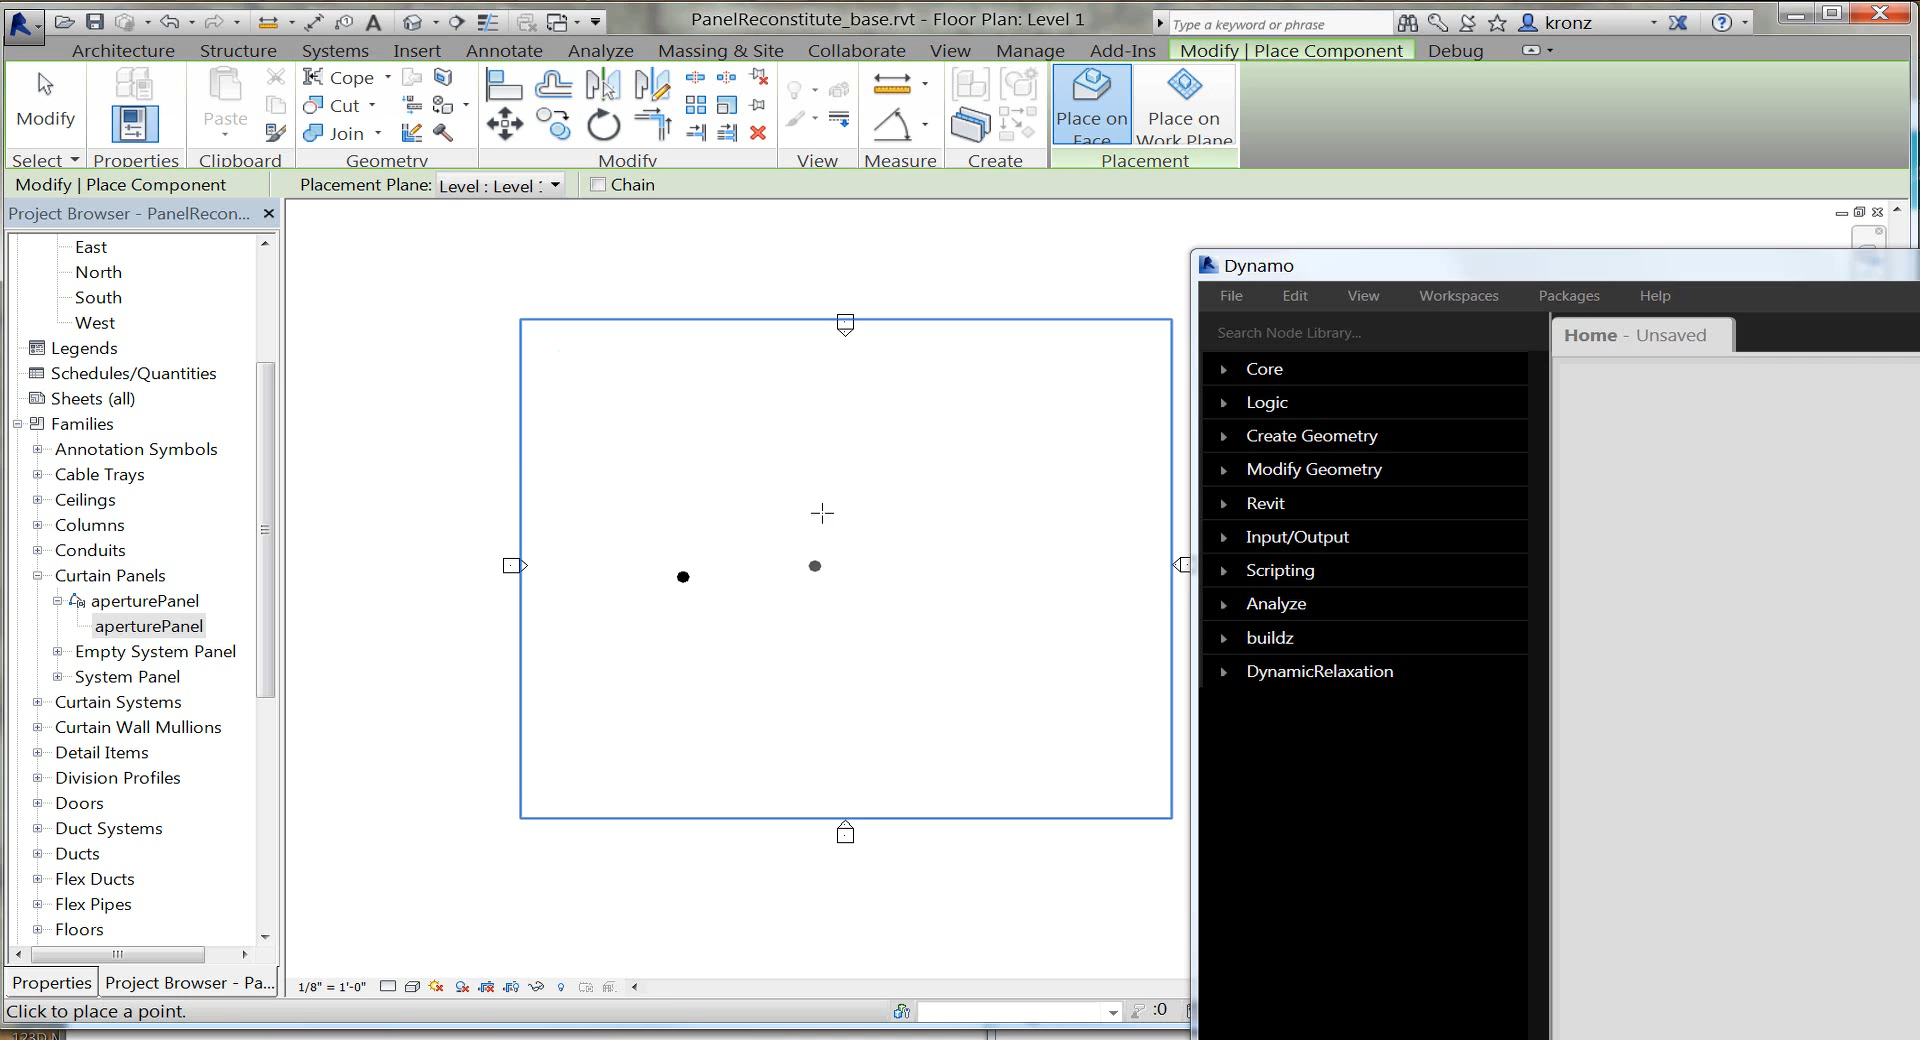 PanelReconstitute_base.rvt - Floor Plan: Level 1
Type a keyword or phrase
kronz
Architecture Structure Systems Insert Annotate Analyze Massing & Site Collaborate View Manage Add-Ins Modify | Place Component Debug
Modify
Paste
Cope
Cut
Join
Place on
Face
Place on
Work Plane
Select Properties Clipboard Geometry Modify View Measure Create Placement
Modify | Place Component
Placement Plane: Level : Level
Chain
Project Browser - PanelRecon...
East
North
South
West
Legends
Schedules/Quantities
Sheets (all)
Families
Annotation Symbols
Cable Trays
Ceilings
Columns
Conduits
Curtain Panels
aperturePanel
aperturePanel
Empty System Panel
System Panel
Curtain Systems
Curtain Wall Mullions
Detail Items
Division Profiles
Doors
Duct Systems
Ducts
Flex Ducts
Flex Pipes
Floors
Properties
Project Browser - Pa...
1/8" = 1'-0"
Click to place a point.
:0
Dynamo
File Edit View Workspaces Packages Help
Search Node Library...
Home - Unsaved
Core
Logic
Create Geometry
Modify Geometry
Revit
Input/Output
Scripting
Analyze
buildz
DynamicRelaxation